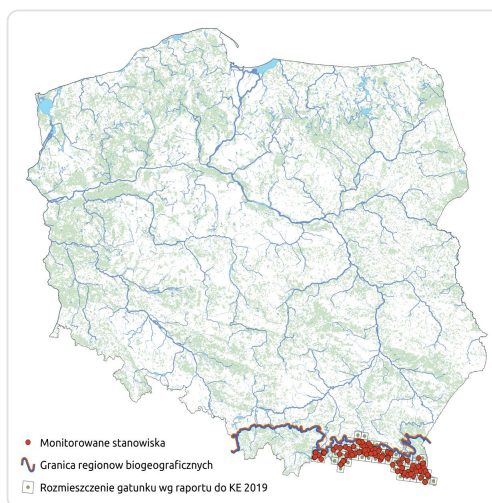 Monitorowane stanowiska
Granica regionow biogeograficznych
Rozmieszczenie gatunku wg raportu do KE 2019